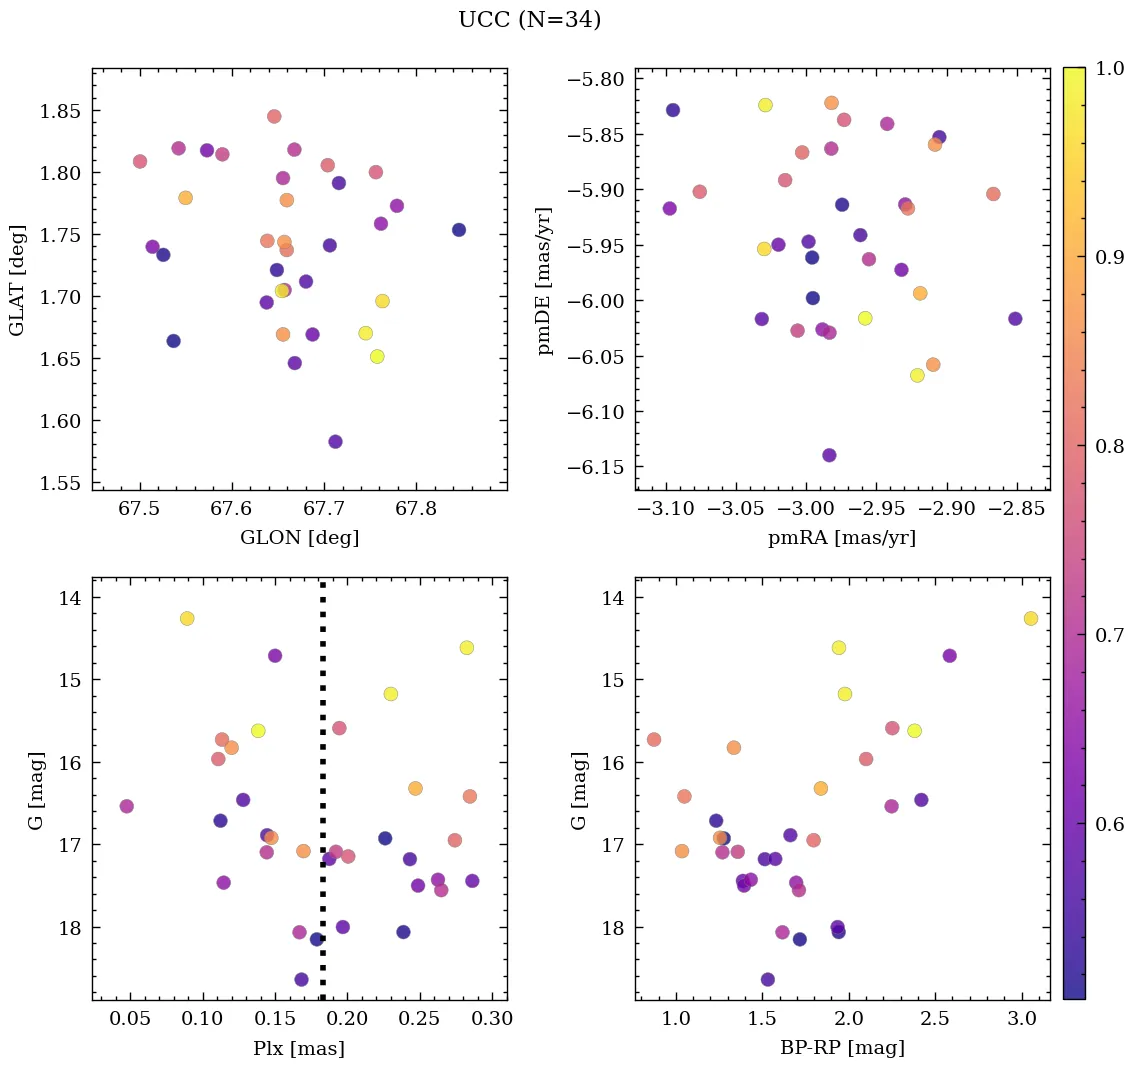 UCC (N=34)
1.85
1.80
1.75
1.70
1.65
1.60
1.55
GLAT [deg]
67.5 67.6 67.7 67.8
GLON [deg]
−5.80
−5.85
−5.90
−5.95
−6.00
−6.05
−6.10
−6.15
pmDE [mas/yr]
−3.10 −3.05 −3.00 −2.95 −2.90 −2.85
pmRA [mas/yr]
1.0
0.9
0.8
0.7
0.6
14
15
16
17
18
G [mag]
0.05 0.10 0.15 0.20 0.25 0.30
Plx [mas]
14
15
16
17
18
G [mag]
1.0 1.5 2.0 2.5 3.0
BP-RP [mag]